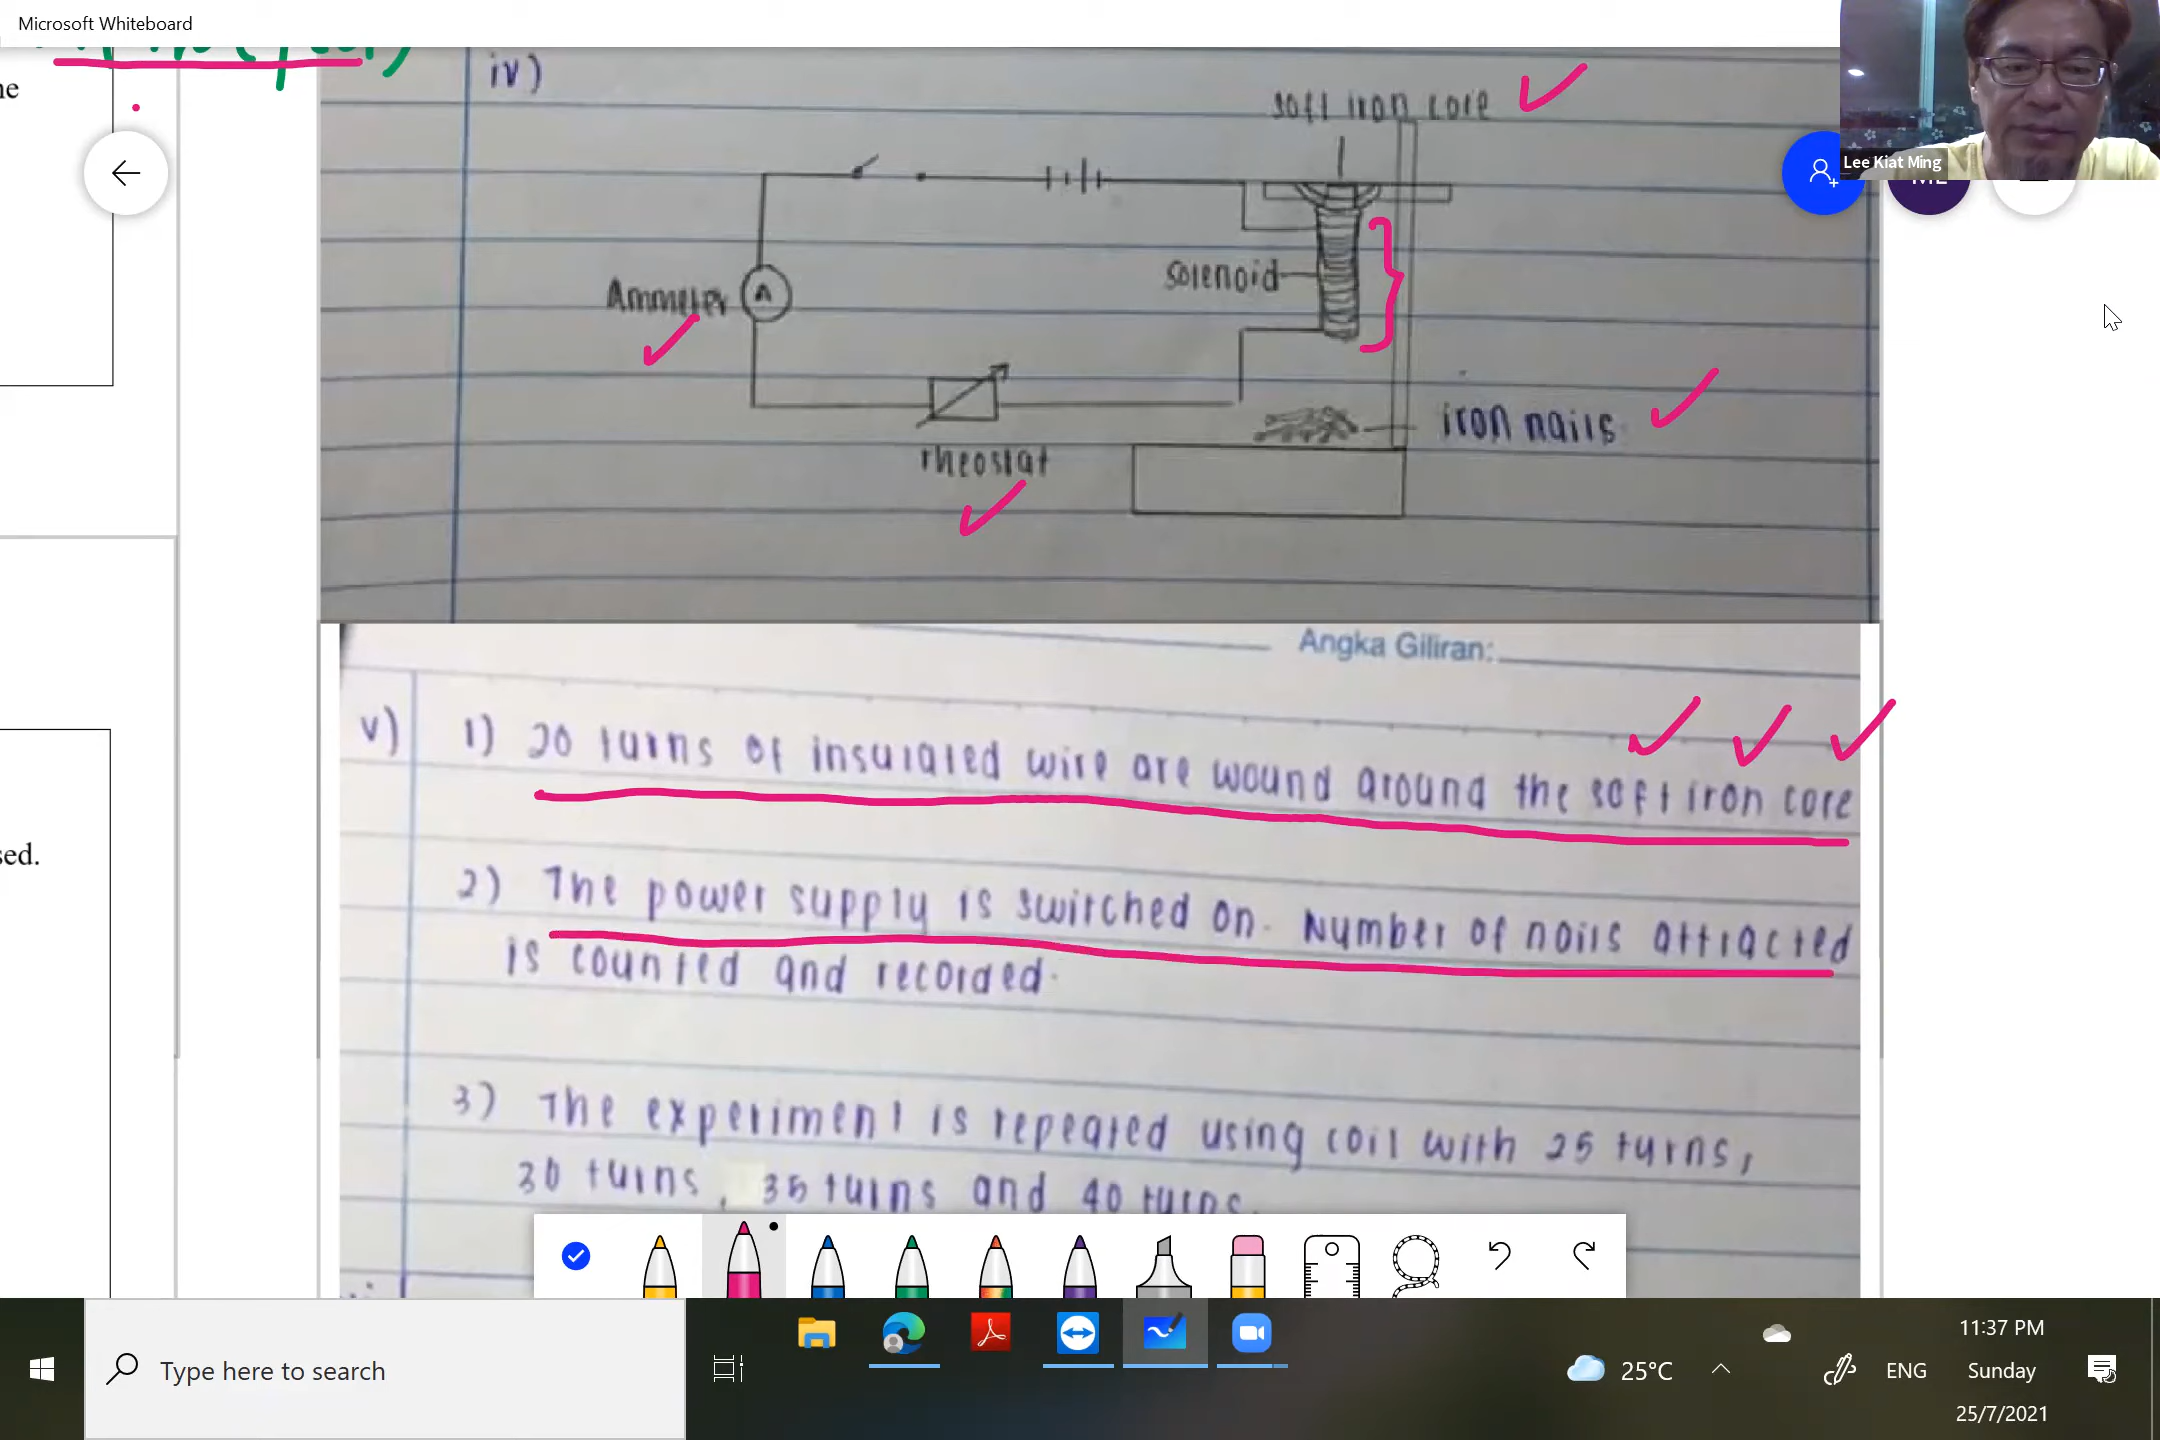 Microsoft Whiteboard
iv)
soft iron core
Lee Kiat Ming
Solenoid
Ammeter
A
iron nails
rheostat
Angka Giliran:
v) 1) 20 turns of insulated wire are wound around the soft iron core
sed.
2) The power supply is switched on. Number of nails attracted
is counted and recorded.
3) The experiment is repeated using coil with 25 turns,
30 turns, 35 turns and 40 turns.
Type here to search
25°C
ENG
11:37 PM
Sunday
25/7/2021